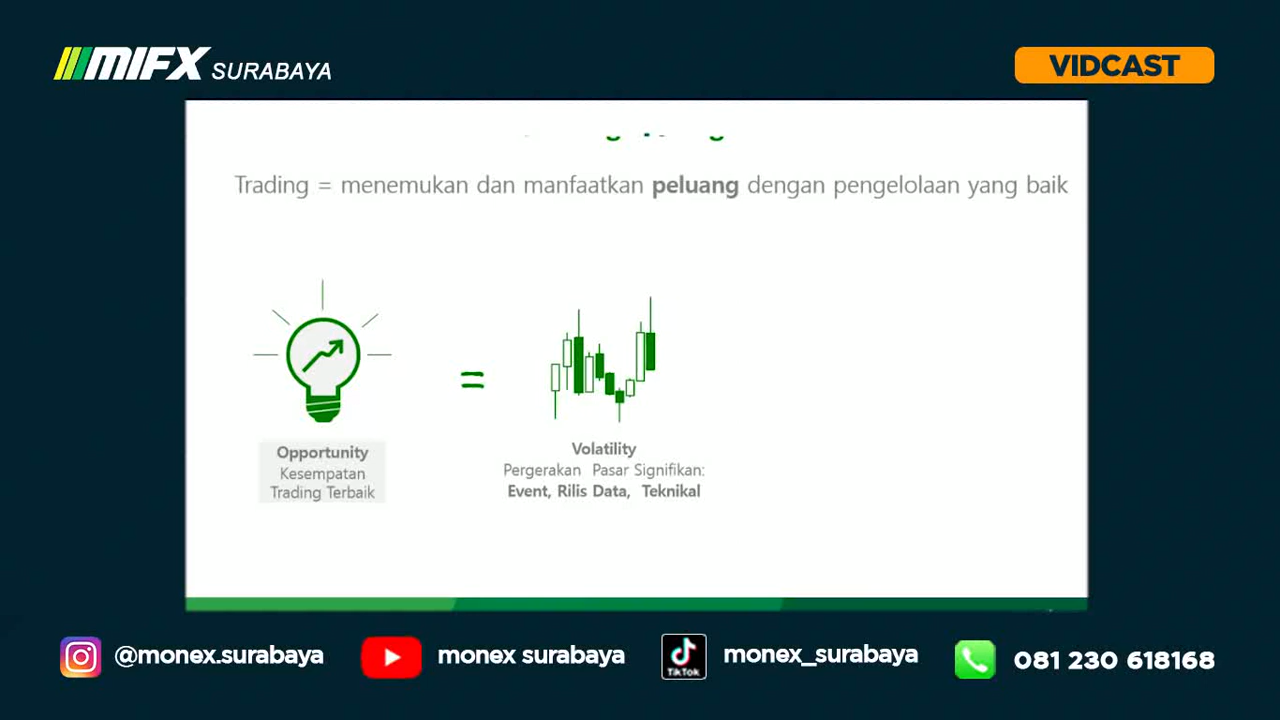 MIFX SURABAYA
VIDCAST
Trading = menemukan dan manfaatkan peluang dengan pengelolaan yang baik
=
Opportunity
Kesempatan
Trading Terbaik
Volatility
Pergerakan Pasar Signifikan:
Event, Rilis Data, Teknikal
@monex.surabaya
monex surabaya
TikTok
monex_surabaya
081 230 618168